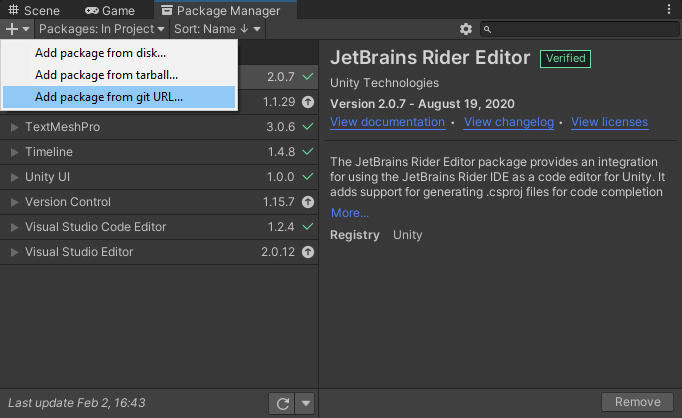 Scene
Game
Package Manager
Packages: In Project
Sort: Name ↓
Add package from disk...
Add package from tarball...
Add package from git URL...
2.0.7
1.1.29
TextMeshPro 3.0.6
Timeline 1.4.8
Unity UI 1.0.0
Version Control 1.15.7
Visual Studio Code Editor 1.2.4
Visual Studio Editor 2.0.12
Last update Feb 2, 16:43
JetBrains Rider Editor Verified
Unity Technologies
Version 2.0.7 - August 19, 2020
View documentation • View changelog • View licenses
The JetBrains Rider Editor package provides an integration
for using the JetBrains Rider IDE as a code editor for Unity. It
adds support for generating .csproj files for code completion
More...
Registry Unity
Remove